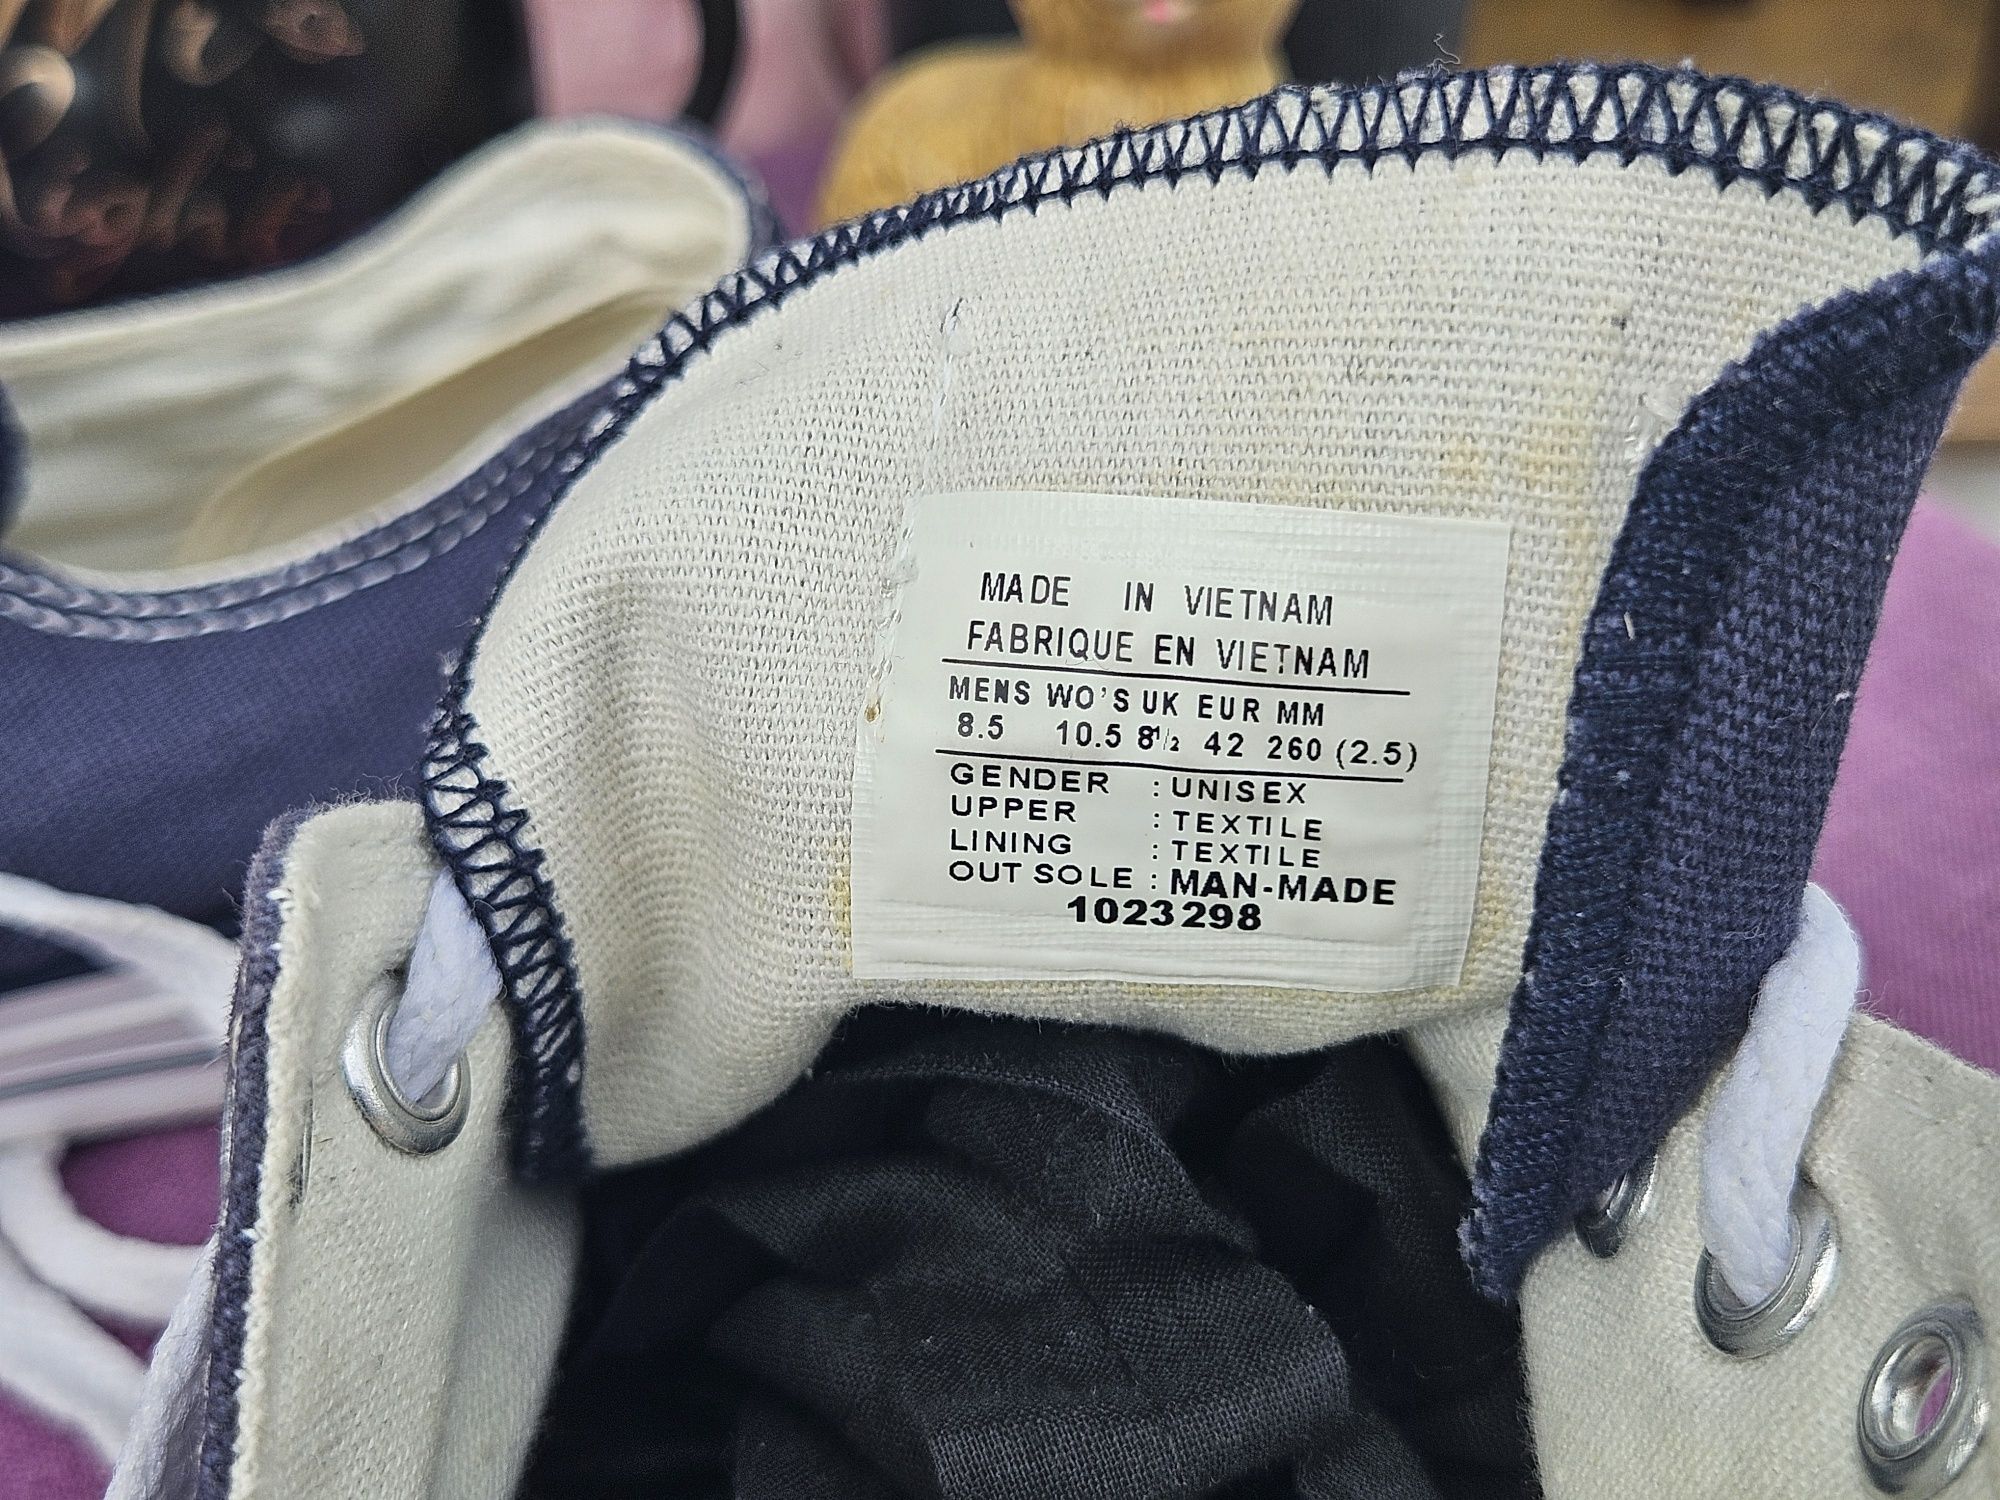 MADE IN VIETNAM
FABRIQUE EN VIETNAM
MENS WO'S UK EUR MM
8.5 10.5 8½ 42 260 (2.5)
GENDER : UNISEX
UPPER : TEXTILE
LINING : TEXTILE
OUT SOLE : MAN-MADE
1023298